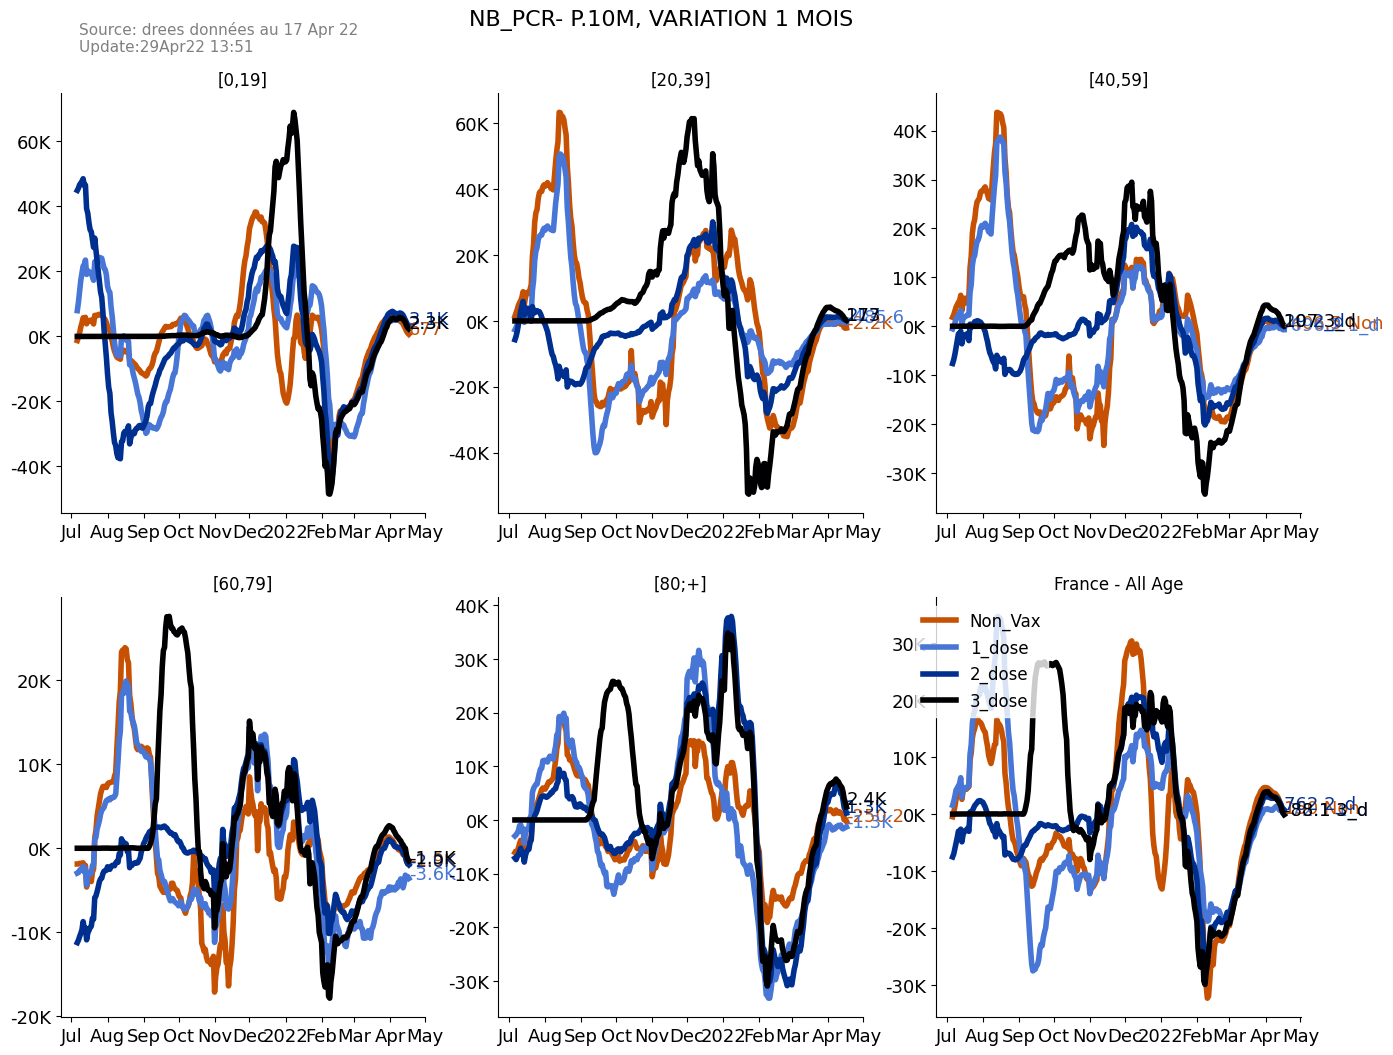 NB_PCR- P.10M, VARIATION 1 MOIS
Source: drees données au 17 Apr 22
Update:29Apr22 13:51
[0,19]
60K
40K
20K
0K
-20K
-40K
Jul Aug Sep Oct Nov Dec 2022 Feb Mar Apr May
3.1K
2.3K
[20,39]
60K
40K
20K
0K
-20K
-40K
Jul Aug Sep Oct Nov Dec 2022 Feb Mar Apr May
-2.2K
[40,59]
40K
30K
20K
10K
0K
-10K
-20K
-30K
Jul Aug Sep Oct Nov Dec 2022 Feb Mar Apr May
[60,79]
20K
10K
0K
-10K
-20K
Jul Aug Sep Oct Nov Dec 2022 Feb Mar Apr May
-1.5K
-3.6K
[80;+]
40K
30K
20K
10K
0K
-10K
-20K
-30K
Jul Aug Sep Oct Nov Dec 2022 Feb Mar Apr May
2.4K
1.3K
-1.3K
France - All Age
Non_Vax
1_dose
2_dose
3_dose
30K
20K
10K
0K
-10K
-20K
-30K
Jul Aug Sep Oct Nov Dec 2022 Feb Mar Apr May